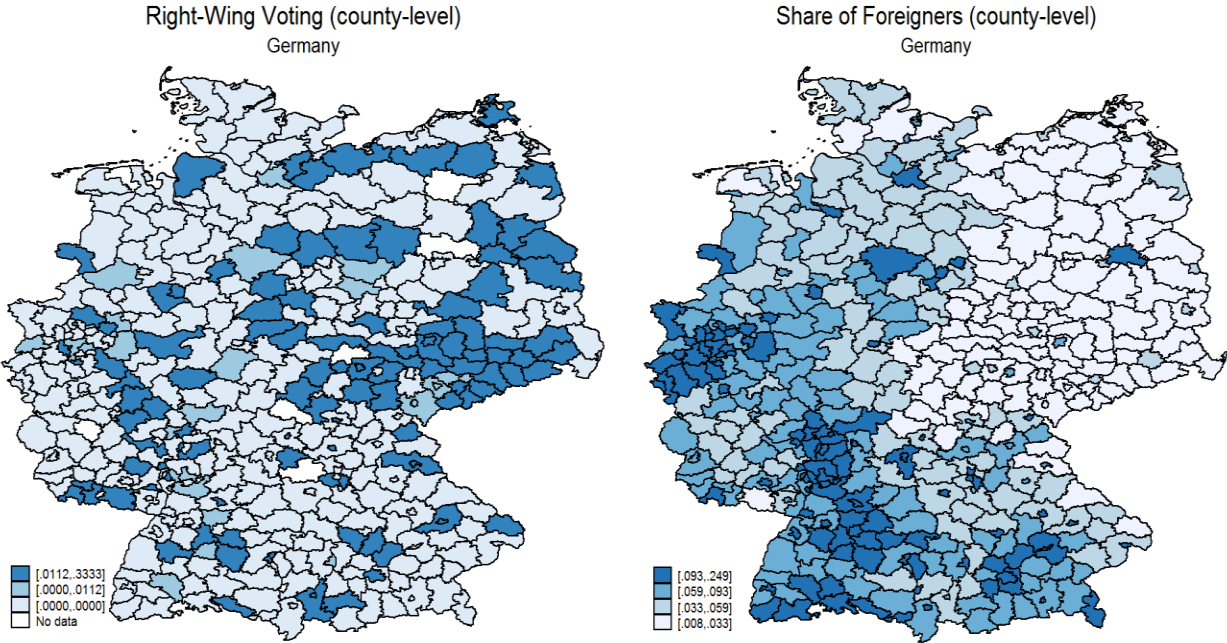 Right-Wing Voting (county-level)
Germany
[.0112,.3333]
[.0000,.0112]
[.0000,.0000]
No data
Share of Foreigners (county-level)
Germany
[.093,.249]
[.059,.093]
[.033,.059]
[.008,.033]